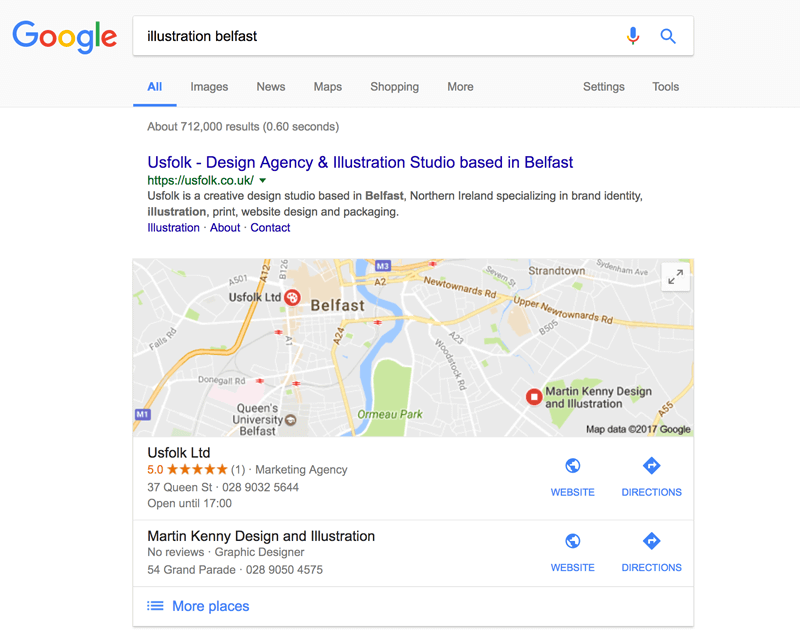 Google
illustration belfast
All Images News Maps Shopping More Settings Tools
About 712,000 results (0.60 seconds)
Usfolk - Design Agency & Illustration Studio based in Belfast
https://usfolk.co.uk/
Usfolk is a creative design studio based in Belfast, Northern Ireland specializing in brand identity,
illustration, print, website design and packaging.
Illustration · About · Contact
M3
A501
A12
B126
A2
Severn St
Strandtown
Sydenham Ave
Usfolk Ltd
Belfast
Newtownards Rd
Upper Newtownards Rd
Falls Rd
A1
A24
A23
B505
Woodstock Rd
Donegall Rd
M1
Queen's
University
Belfast
Ormeau Park
Martin Kenny Design
and Illustration
A55
Map data ©2017 Google
Usfolk Ltd
5.0 ★★★★★ (1) · Marketing Agency
37 Queen St · 028 9032 5644
Open until 17:00
WEBSITE DIRECTIONS
Martin Kenny Design and Illustration
No reviews · Graphic Designer
54 Grand Parade · 028 9050 4575
WEBSITE DIRECTIONS
More places